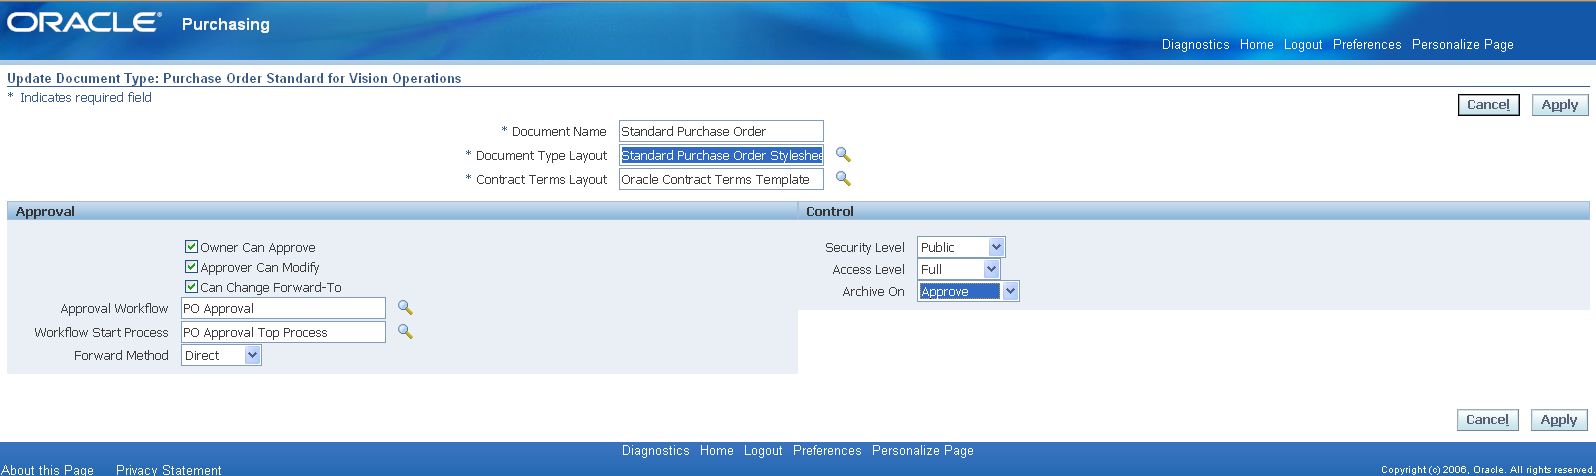 ORACLE® Purchasing
Diagnostics Home Logout Preferences Personalize Page
Update Document Type: Purchase Order Standard for Vision Operations
* Indicates required field
Cancel Apply
* Document Name Standard Purchase Order
* Document Type Layout Standard Purchase Order Styleshee
* Contract Terms Layout Oracle Contract Terms Template
Approval Control
Owner Can Approve Security Level Public
Approver Can Modify Access Level Full
Can Change Forward-To Archive On Approve
Approval Workflow PO Approval
Workflow Start Process PO Approval Top Process
Forward Method Direct
Cancel Apply
Diagnostics Home Logout Preferences Personalize Page
About this Page Privacy Statement Copyright (c) 2006, Oracle. All rights reserved.